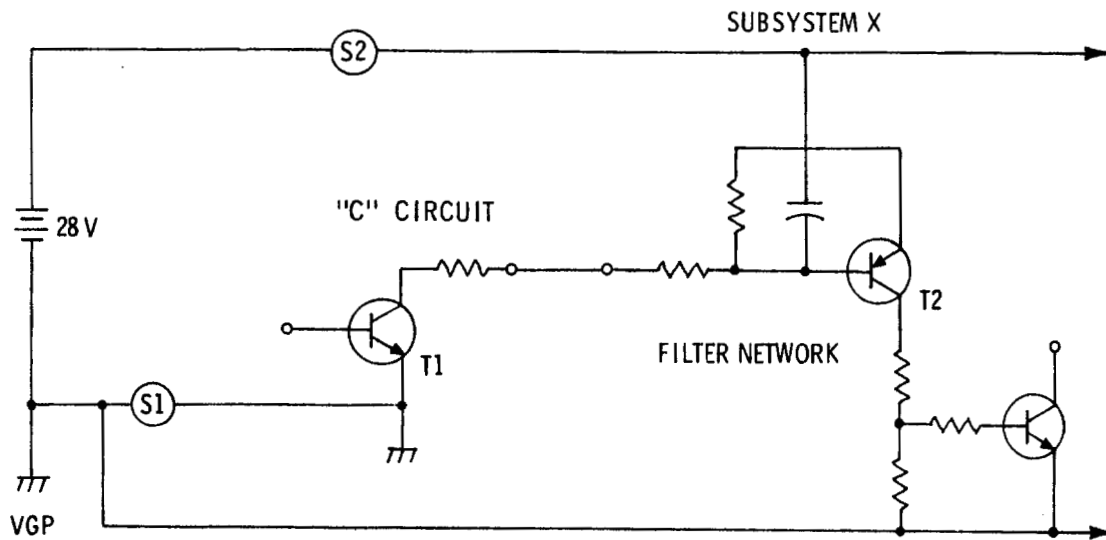 SUBSYSTEM X
S2
28 V
"C" CIRCUIT
T2
T1
FILTER NETWORK
S1
VGP